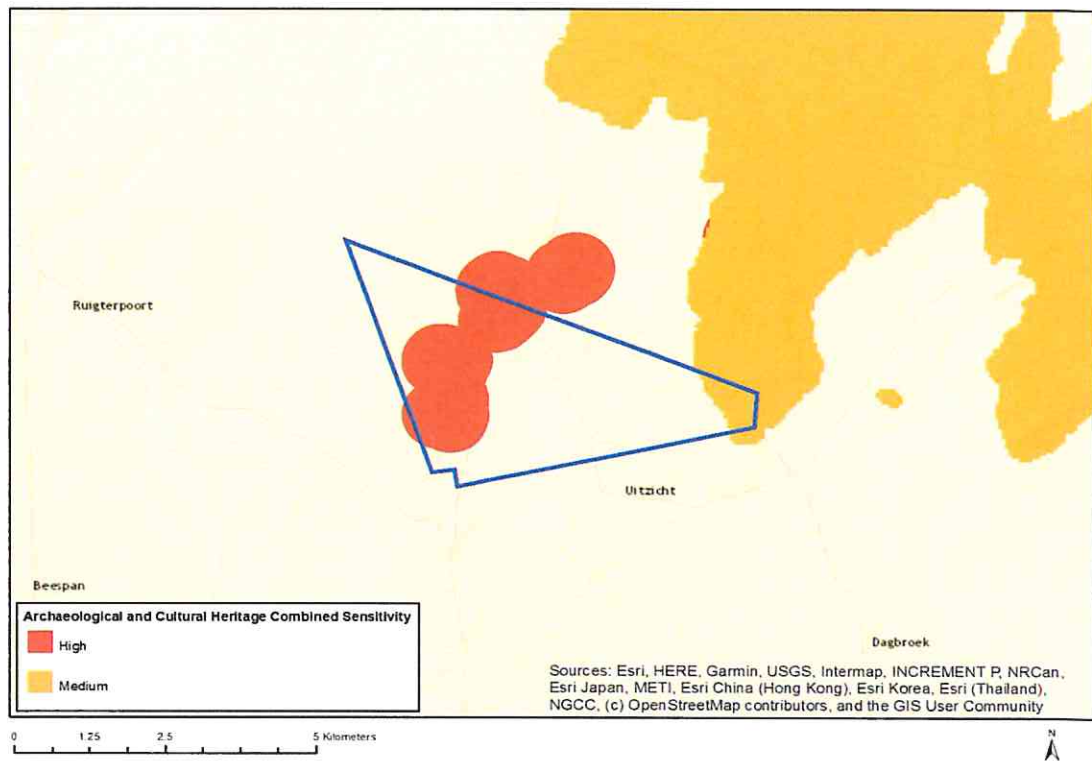 Ruigterpoort
Uitzicht
Beespan
Archaeological and Cultural Heritage Combined Sensitivity
High
Medium
Dagbroek
Sources: Esri, HERE, Garmin, USGS, Intermap, INCREMENT P, NRCan,
Esri Japan, METI, Esri China (Hong Kong), Esri Korea, Esri (Thailand),
NGCC, (c) OpenStreetMap contributors, and the GIS User Community
0 1.25 2.5 5 Kilometers
N